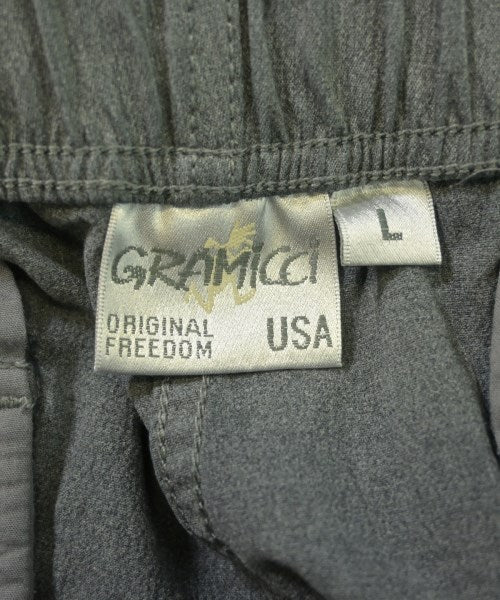 GRAMiCCi
L
ORIGINAL
FREEDOM
USA